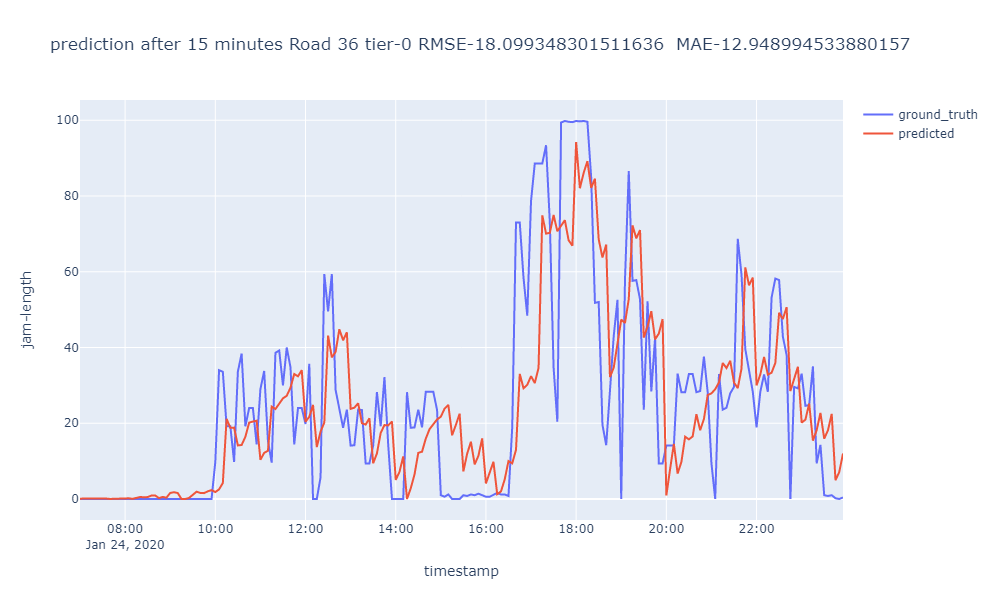 prediction after 15 minutes Road 36 tier-0 RMSE-18.099348301511636  MAE-12.948994533880157
ground_truth
predicted
100
80
60
40
20
0
jam-length
08:00 10:00 12:00 14:00 16:00 18:00 20:00 22:00
Jan 24, 2020
timestamp